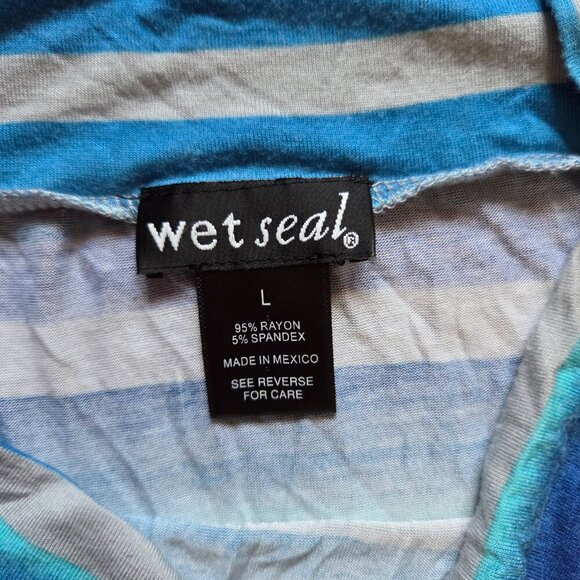 wet seal®
L
95% RAYON
5% SPANDEX
MADE IN MEXICO
SEE REVERSE
FOR CARE